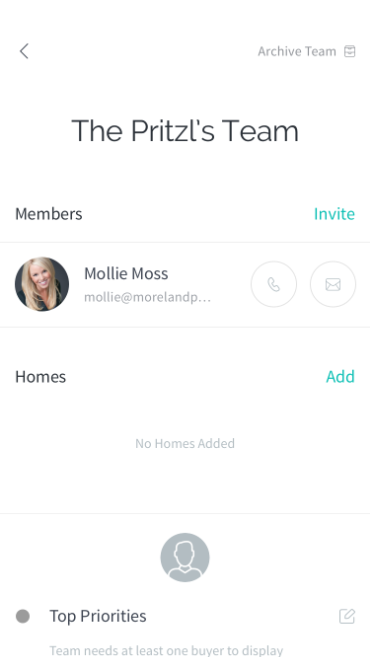 Archive Team
The Pritzl's Team
Members
Invite
Mollie Moss
mollie@morelandp...
Homes
Add
No Homes Added
Top Priorities
Team needs at least one buyer to display